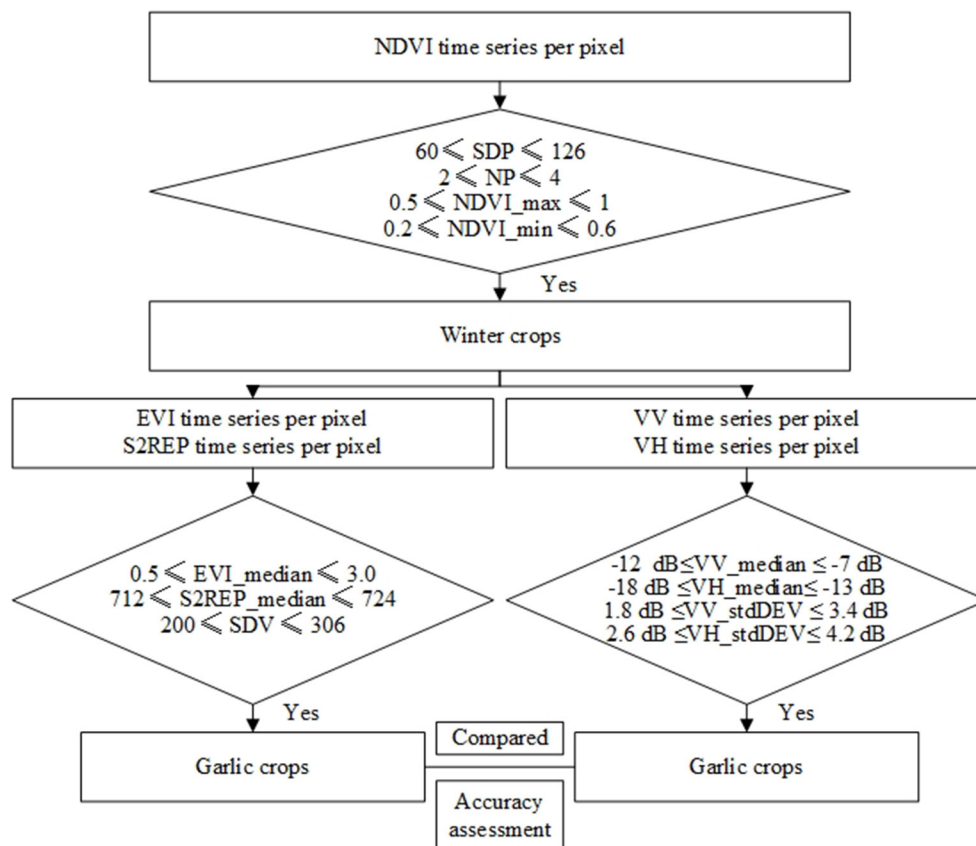 NDVI time series per pixel
60 ⩽ SDP ⩽ 126
2 ⩽ NP ⩽ 4
0.5 ⩽ NDVI_max ⩽ 1
0.2 ⩽ NDVI_min ⩽ 0.6
Yes
Winter crops
EVI time series per pixel
S2REP time series per pixel
VV time series per pixel
VH time series per pixel
0.5 ⩽ EVI_median ⩽ 3.0
712 ⩽ S2REP_median ⩽ 724
200 ⩽ SDV ⩽ 306
-12 dB ≤VV_median ≤ -7 dB
-18 dB ≤VH_median≤ -13 dB
1.8 dB ≤VV_stdDEV ≤ 3.4 dB
2.6 dB ≤VH_stdDEV≤ 4.2 dB
Yes
Yes
Garlic crops
Compared
Garlic crops
Accuracy
assessment